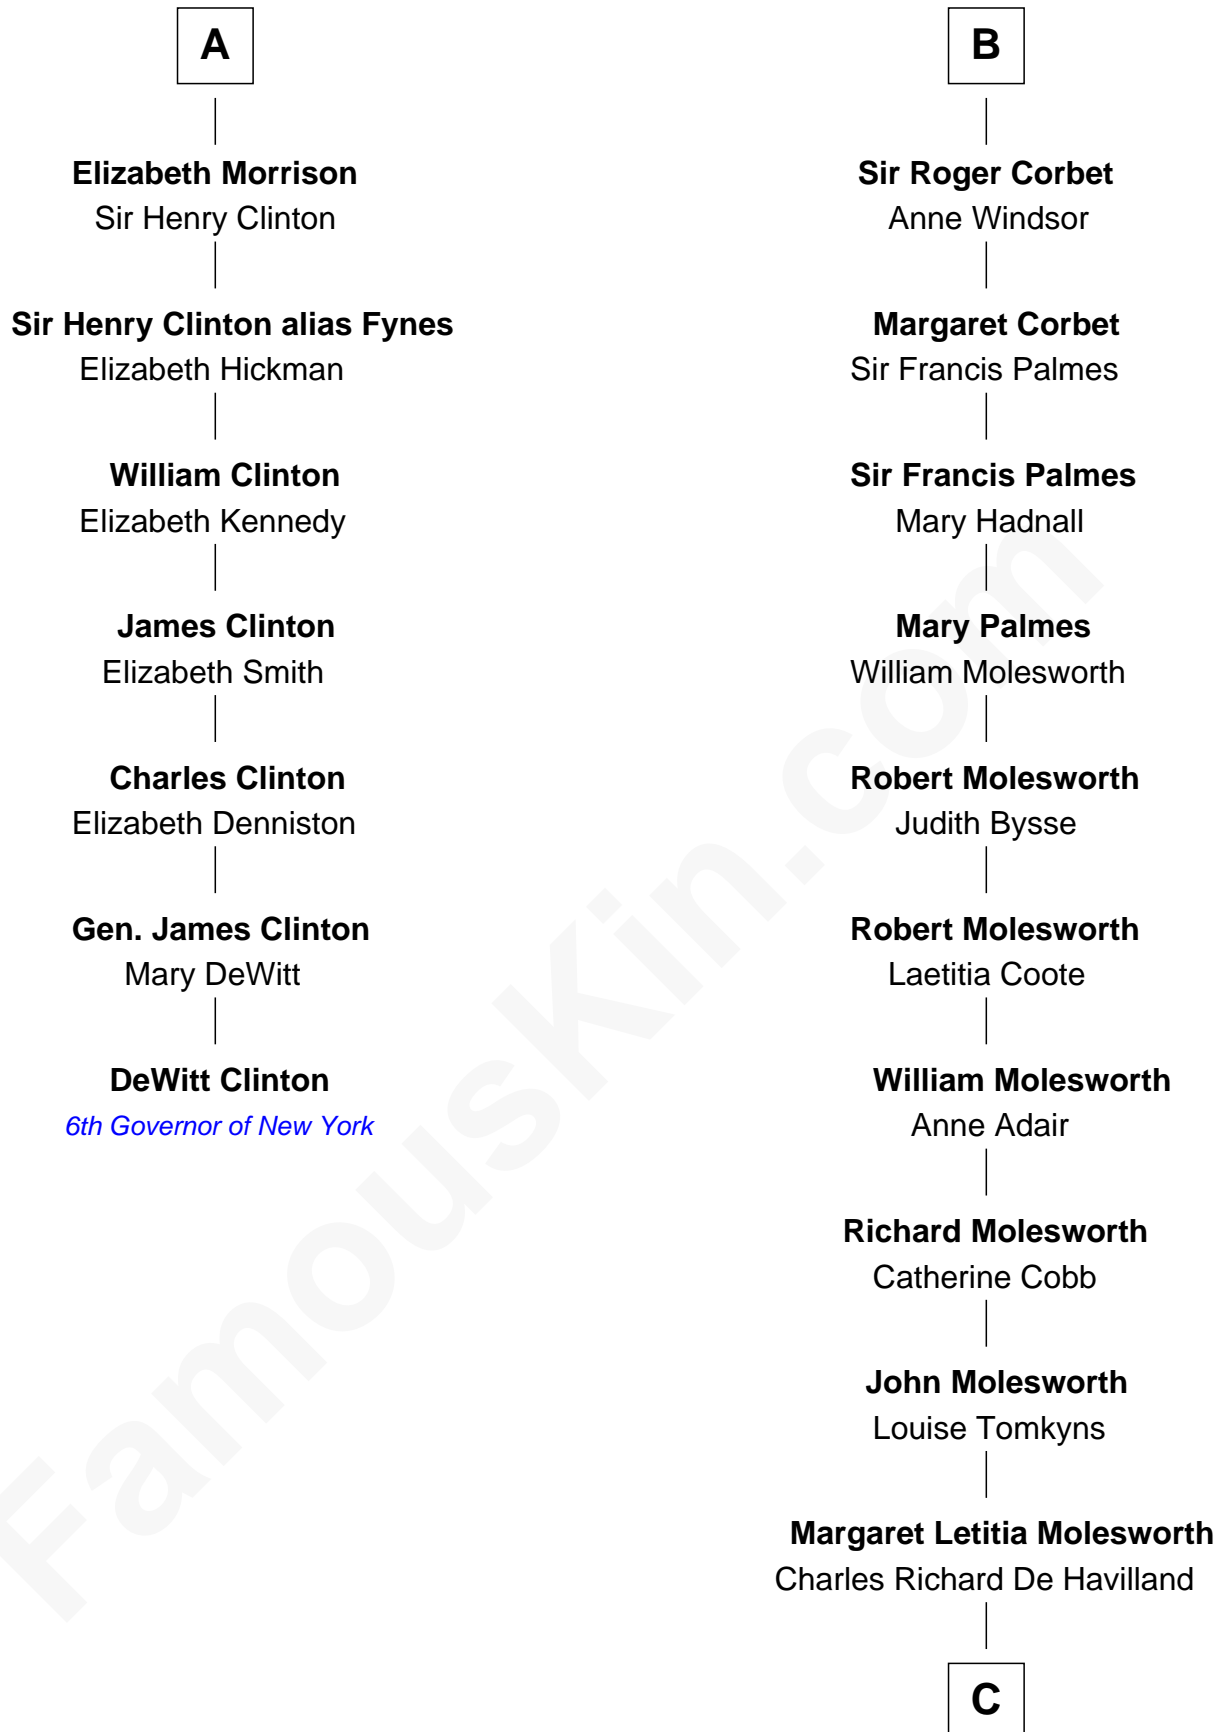 A
Elizabeth Morrison
Sir Henry Clinton
Sir Henry Clinton alias Fynes
Elizabeth Hickman
William Clinton
Elizabeth Kennedy
James Clinton
Elizabeth Smith
Charles Clinton
Elizabeth Denniston
Gen. James Clinton
Mary DeWitt
DeWitt Clinton
6th Governor of New York
B
Sir Roger Corbet
Anne Windsor
Margaret Corbet
Sir Francis Palmes
Sir Francis Palmes
Mary Hadnall
Mary Palmes
William Molesworth
Robert Molesworth
Judith Bysse
Robert Molesworth
Laetitia Coote
William Molesworth
Anne Adair
Richard Molesworth
Catherine Cobb
John Molesworth
Louise Tomkyns
Margaret Letitia Molesworth
Charles Richard De Havilland
C
FamousKin.com